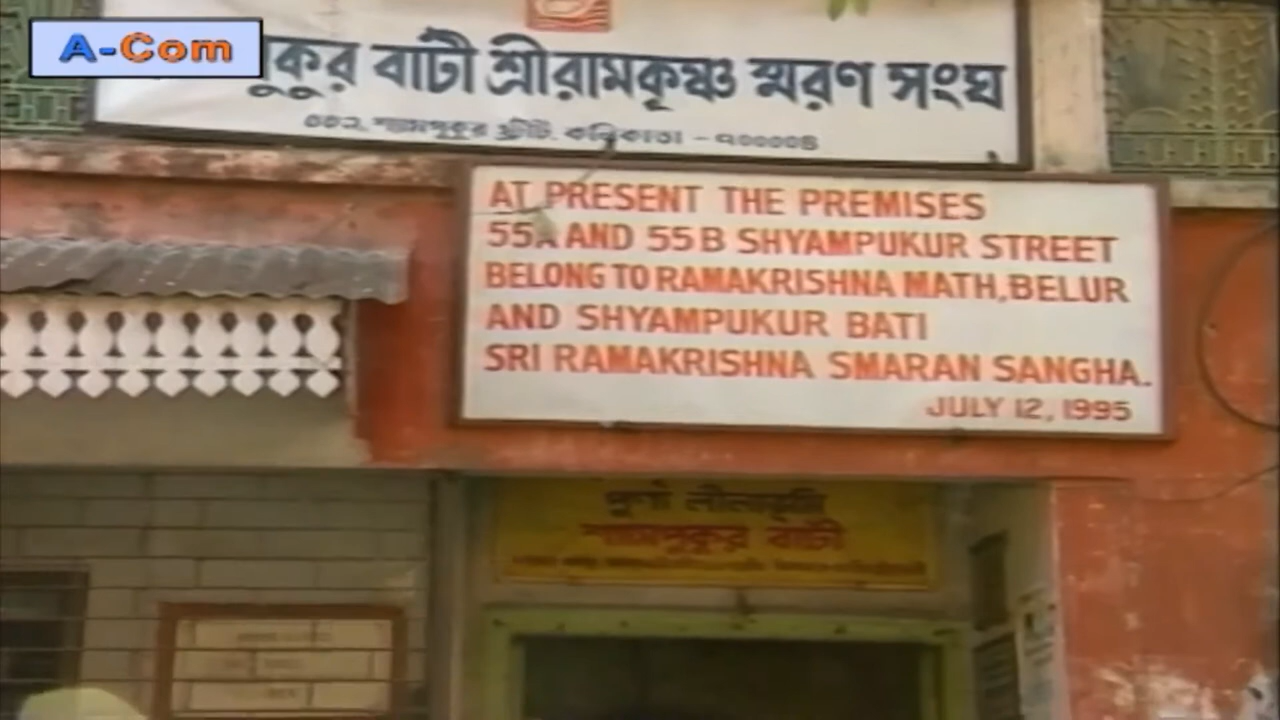 A-Com
বাটী শ্রীরামকৃষ্ণ স্মরণ সংঘ
শ্যামপুকুর স্ট্রীট, কলিকাতা - ৭০০০০৪
AT PRESENT THE PREMISES
55A AND 55B SHYAMPUKUR STREET
BELONG TO RAMAKRISHNA MATH, BELUR
AND SHYAMPUKUR BATI
SRI RAMAKRISHNA SMARAN SANGHA.
JULY 12, 1995
শ্যামপুকুর বাটী